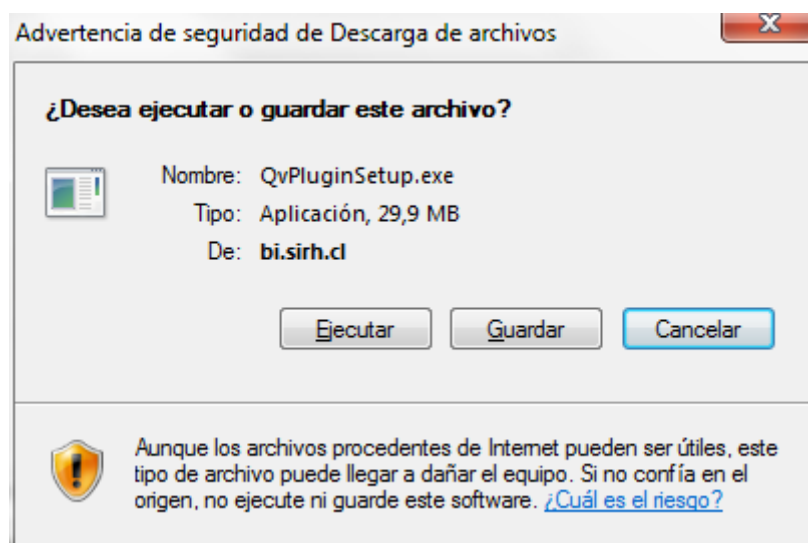 Advertencia de seguridad de Descarga de archivos
¿Desea ejecutar o guardar este archivo?
Nombre: QvPluginSetup.exe
Tipo: Aplicación, 29,9 MB
De: bi.sirh.cl
Ejecutar Guardar Cancelar
Aunque los archivos procedentes de Internet pueden ser útiles, este
tipo de archivo puede llegar a dañar el equipo. Si no confía en el
origen, no ejecute ni guarde este software. ¿Cuál es el riesgo?